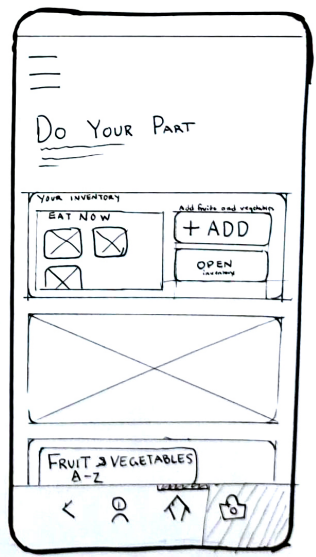 DO YOUR PART
YOUR INVENTORY
EAT NOW
Add fruits and vegetables
+ ADD
OPEN
inventory
FRUIT & VEGETABLES
A-Z